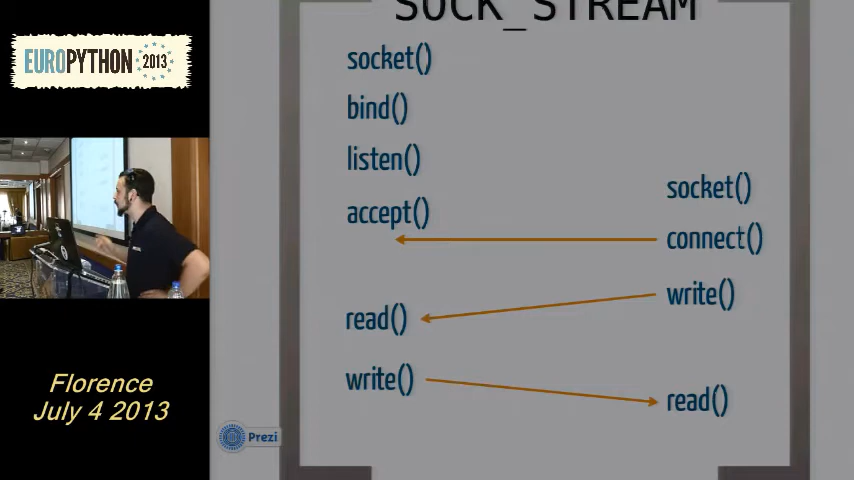 SOCK_STREAM
EUROPYTHON 2013
socket()
bind()
listen()
accept()
socket()
connect()
write()
read()
write()
read()
Florence
July 4 2013
Prezi